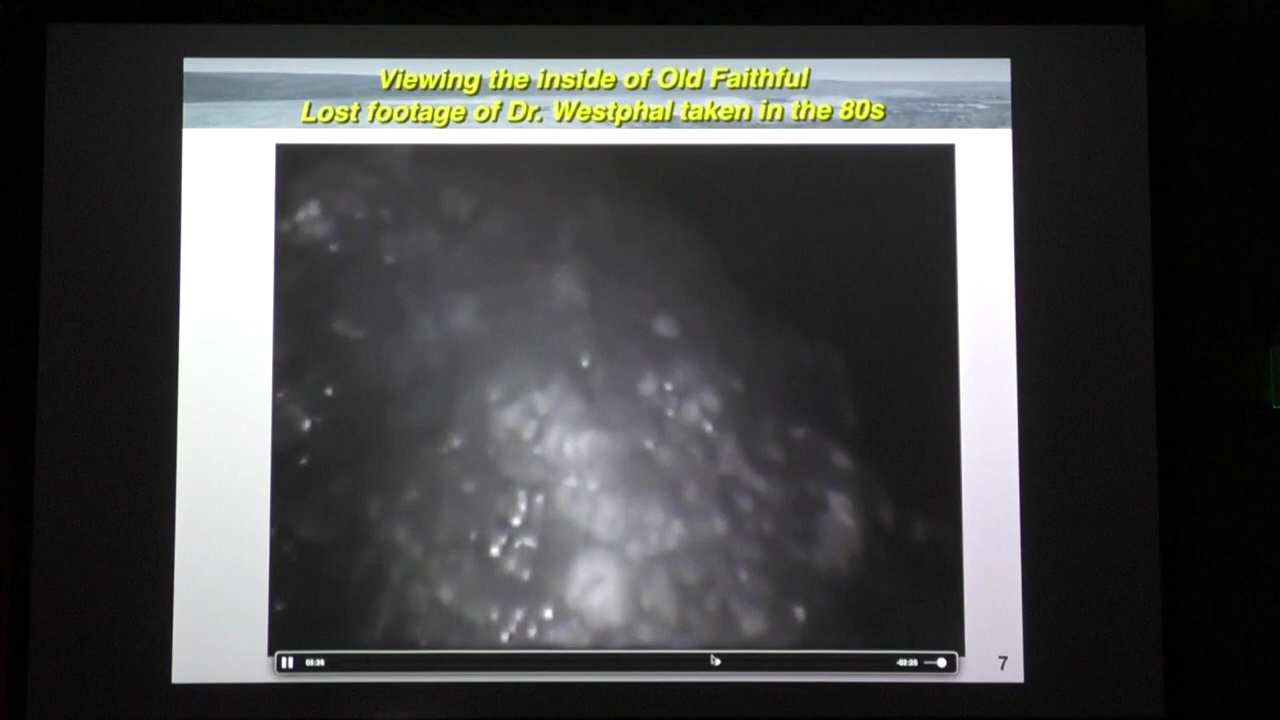 Viewing the inside of Old Faithful
Lost footage of Dr. Westphal taken in the 80s
7